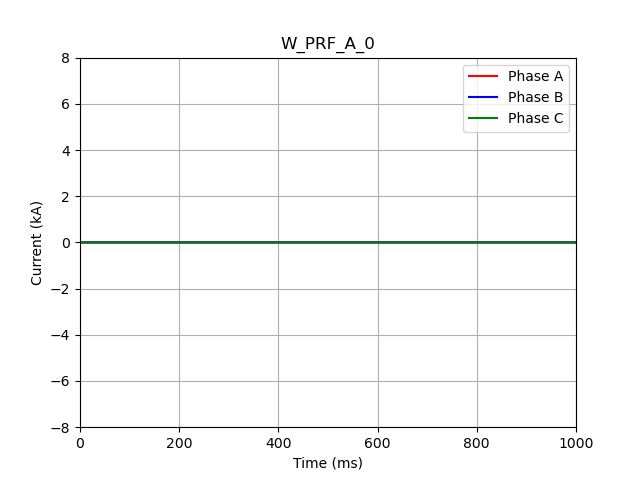 W_PRF_A_0
8
6
4
2
0
−2
−4
−6
−8
Current (kA)
Phase A
Phase B
Phase C
0 200 400 600 800 1000
Time (ms)